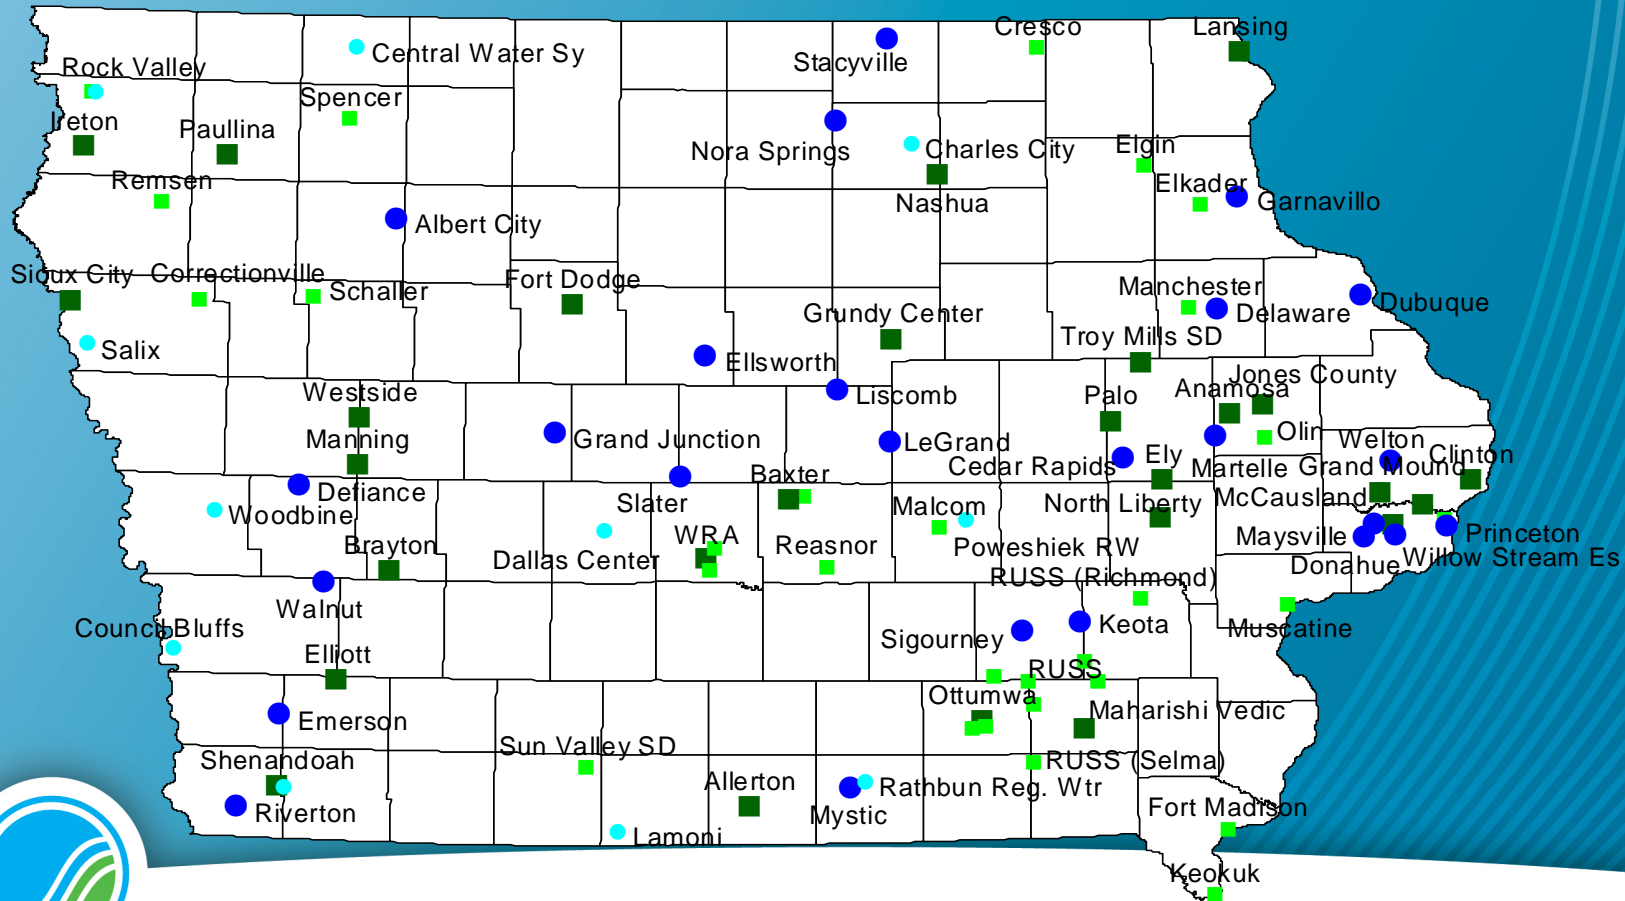 Cresco
Lansing
Central Water Sy
Stacyville
Rock Valley
Spencer
Ireton
Paullina
Nora Springs
Charles City
Elgin
Remsen
Elkader
Nashua
Garnavillo
Albert City
Sioux City
Correctionville
Schaller
Fort Dodge
Manchester
Dubuque
Grundy Center
Delaware
Troy Mills SD
Salix
Ellsworth
Jones County
Westside
Liscomb
Palo
Anamosa
Manning
Grand Junction
LeGrand
Olin
Welton
Ely
Clinton
Cedar Rapids
Martelle
Grand Mound
Baxter
Defiance
Slater
Malcom
North Liberty
McCausland
Woodbine
WRA
Brayton
Reasnor
Maysville
Princeton
Dallas Center
Poweshiek RW
Donahue
Willow Stream Es
RUSS (Richmond)
Walnut
Council Bluffs
Sigourney
Keota
Muscatine
Elliott
RUSS
Ottumwa
Emerson
Maharishi Vedic
Sun Valley SD
Shenandoah
RUSS (Selma)
Allerton
Rathbun Reg. Wtr
Riverton
Mystic
Fort Madison
Lamoni
Keokuk